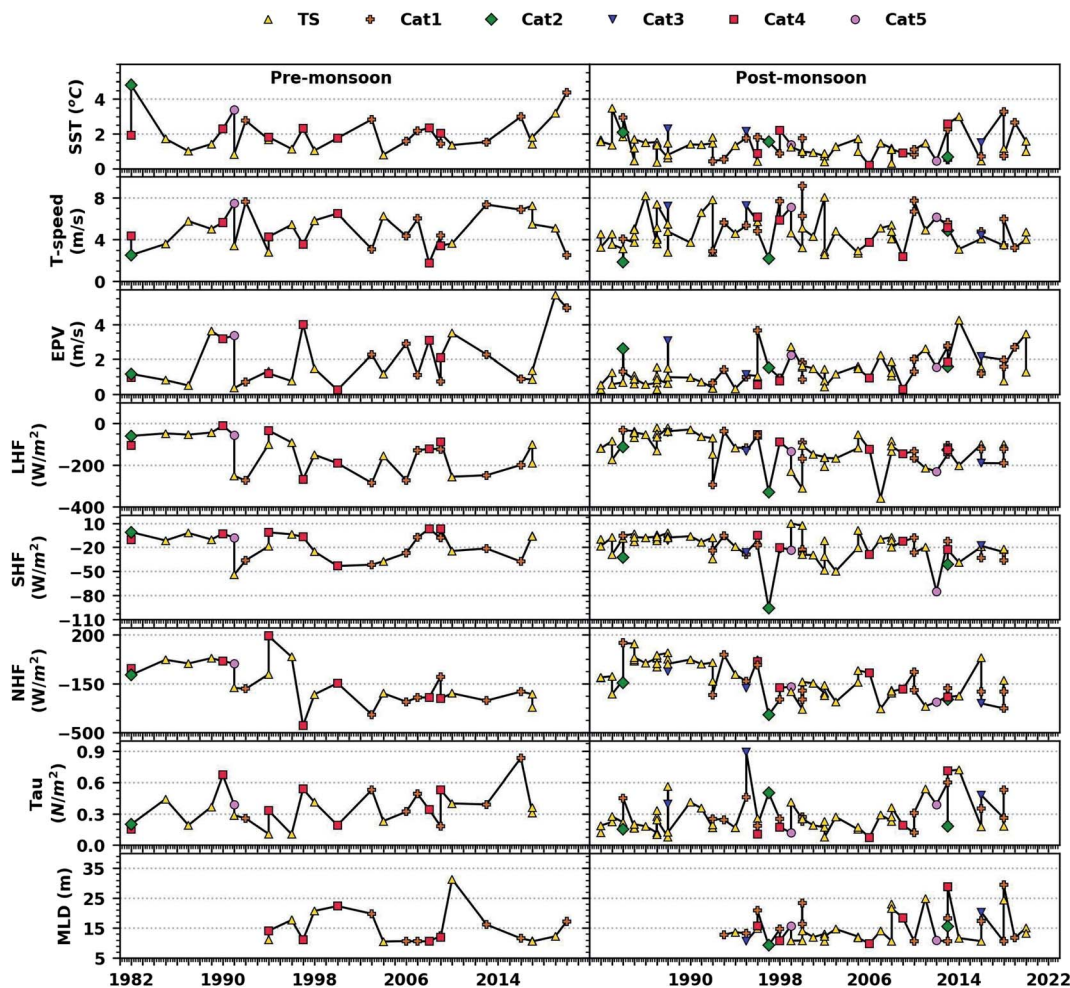 TS Cat1 Cat2 Cat3 Cat4 Cat5
Pre-monsoon Post-monsoon
SST (°C)
4
2
0
T-speed
(m/s)
8
4
0
EPV
(m/s)
4
2
0
LHF
(W/m²)
0
−200
−400
SHF
(W/m²)
10
−20
−50
−80
−110
NHF
(W/m²)
200
−150
−500
Tau
(N/m²)
0.9
0.6
0.3
0.0
MLD (m)
35
25
15
5
1982 1990 1998 2006 2014 1990 1998 2006 2014 2022